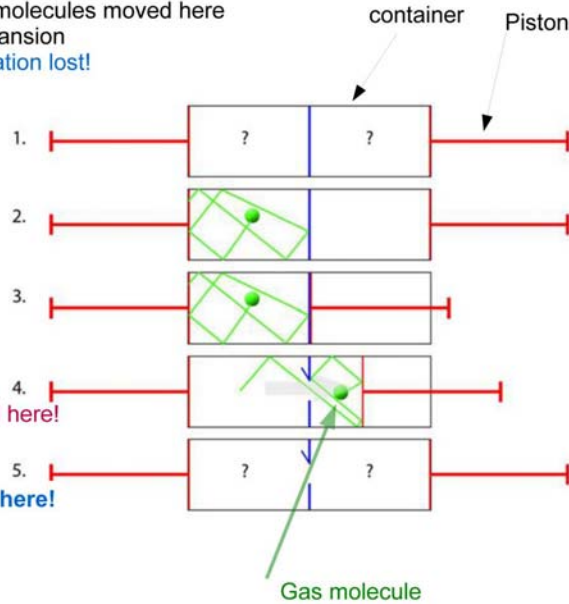 molecules moved here
ansion
ation lost!
container
Piston
1.
? ?
2.
3.
4.
here!
5.
? ?
here!
Gas molecule